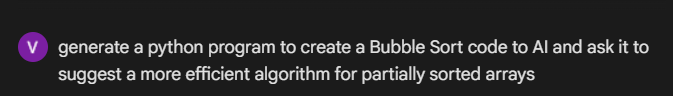 V
generate a python program to create a Bubble Sort code to AI and ask it to
suggest a more efficient algorithm for partially sorted arrays